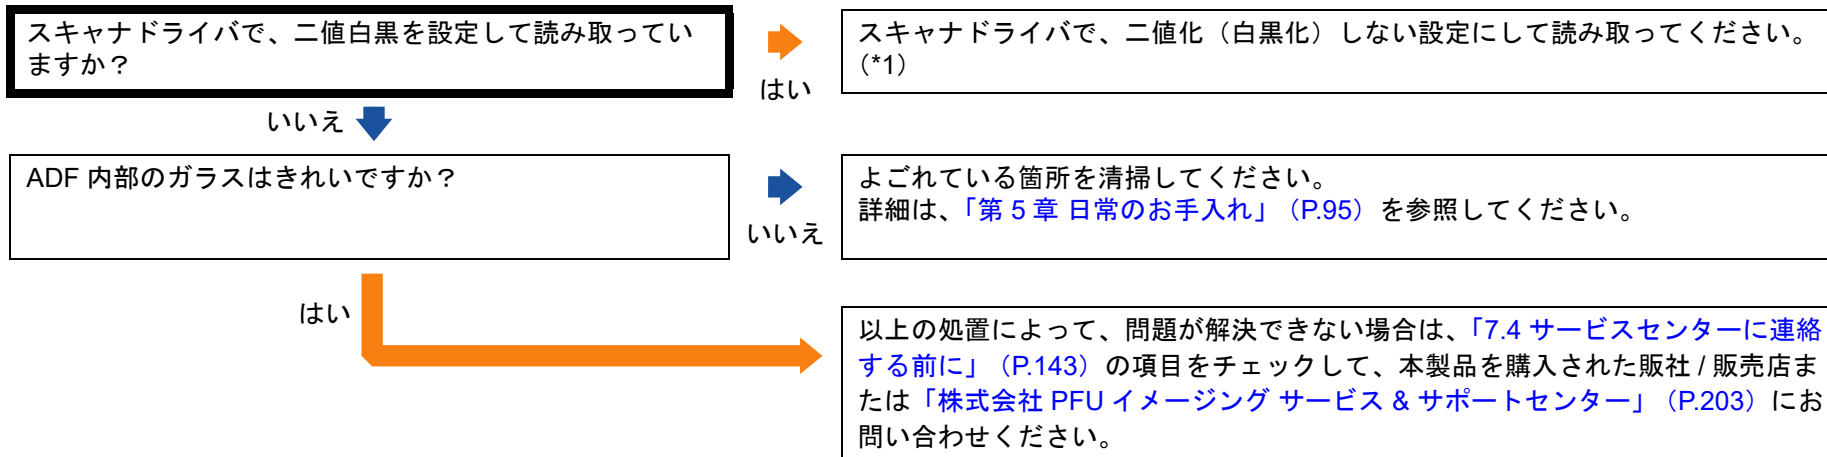 スキャナドライバで、二値白黒を設定して読み取ってい
ますか？
はい
スキャナドライバで、二値化（白黒化）しない設定にして読み取ってください。
（*1）
いいえ
ADF 内部のガラスはきれいですか？
いいえ
よごれている箇所を清掃してください。
詳細は、「第 5 章 日常のお手入れ」（P.95）を参照してください。
はい
以上の処置によって、問題が解決できない場合は、「7.4 サービスセンターに連絡
する前に」（P.143）の項目をチェックして、本製品を購入された販社 / 販売店ま
たは「株式会社 PFU イメージング サービス & サポートセンター」（P.203）にお
問い合わせください。